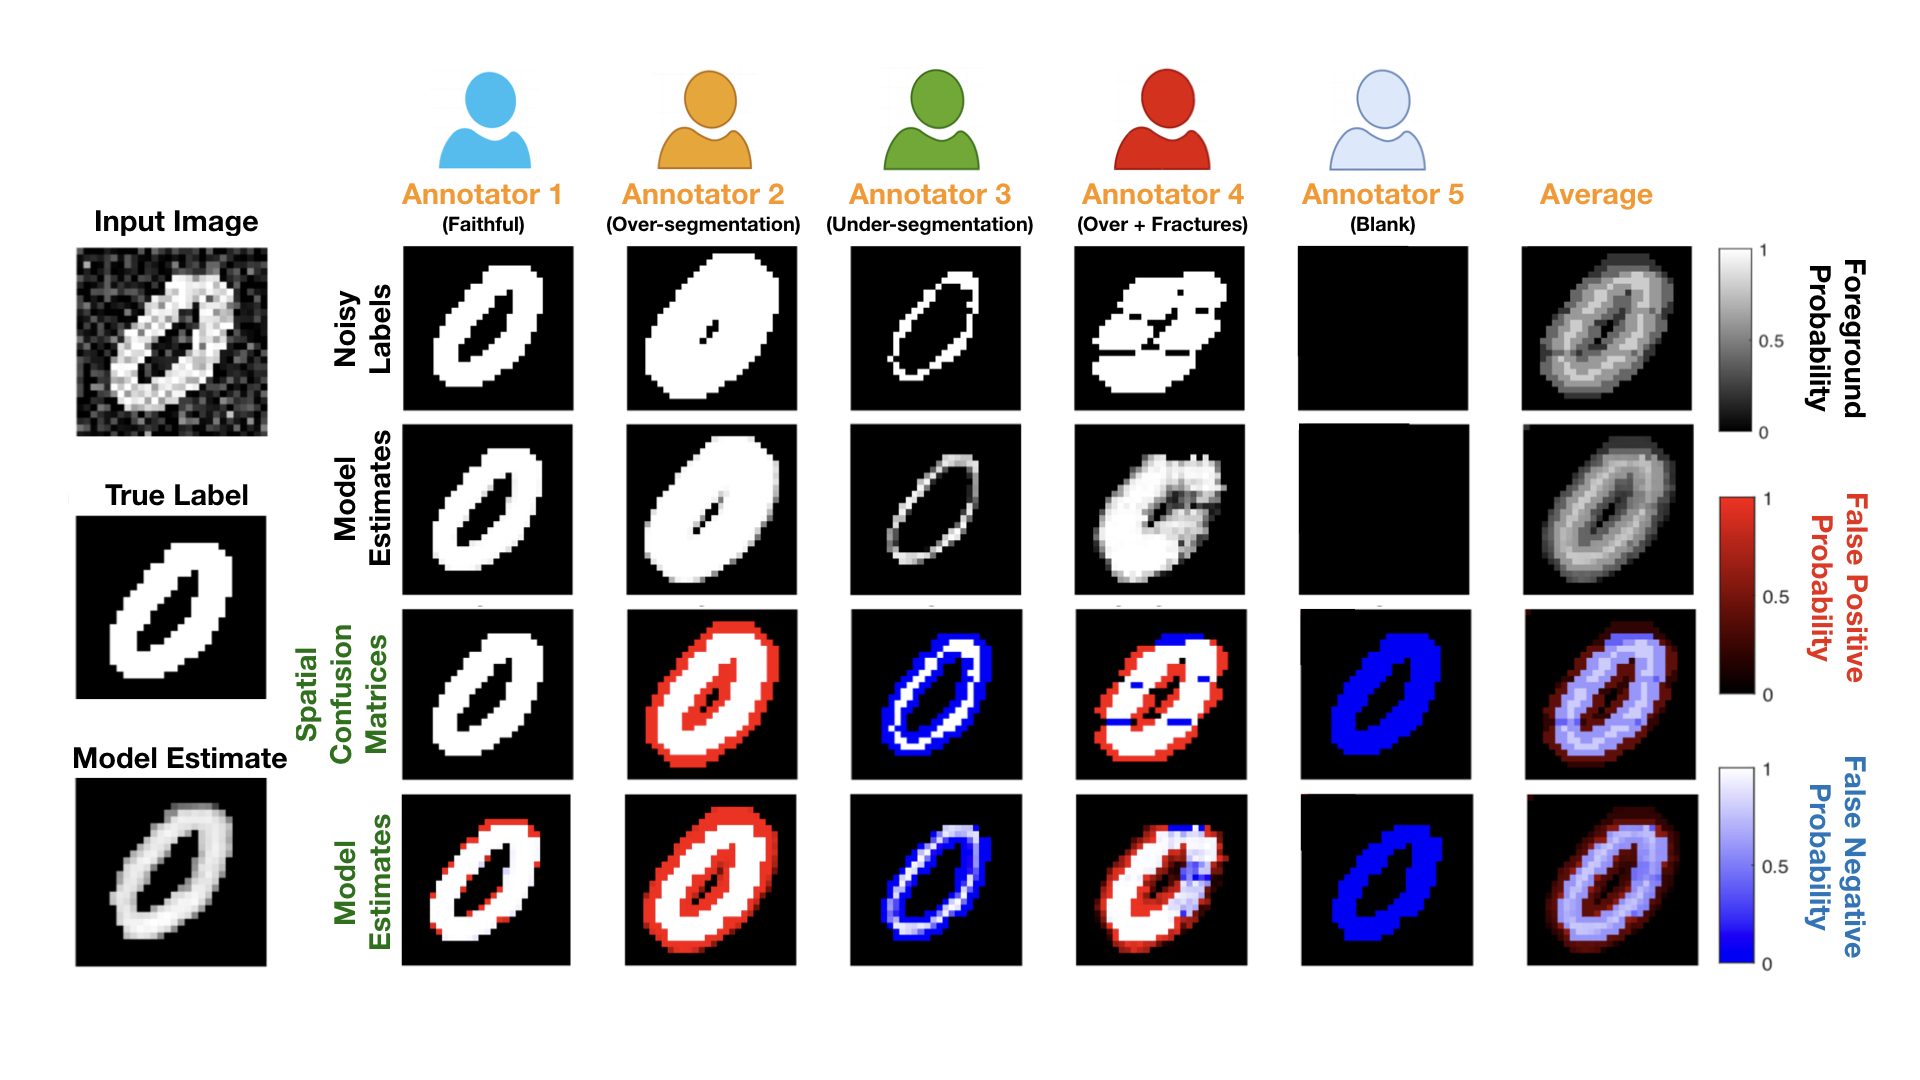 Annotator 1
(Faithful)
Annotator 2
(Over-segmentation)
Annotator 3
(Under-segmentation)
Annotator 4
(Over + Fractures)
Annotator 5
(Blank)
Average
Input Image
True Label
Model Estimate
Noisy
Labels
Model
Estimates
Spatial
Confusion
Matrices
Model
Estimates
1
0.5
0
Foreground
Probability
1
0.5
0
False Positive
Probability
1
0.5
0
False Negative
Probability